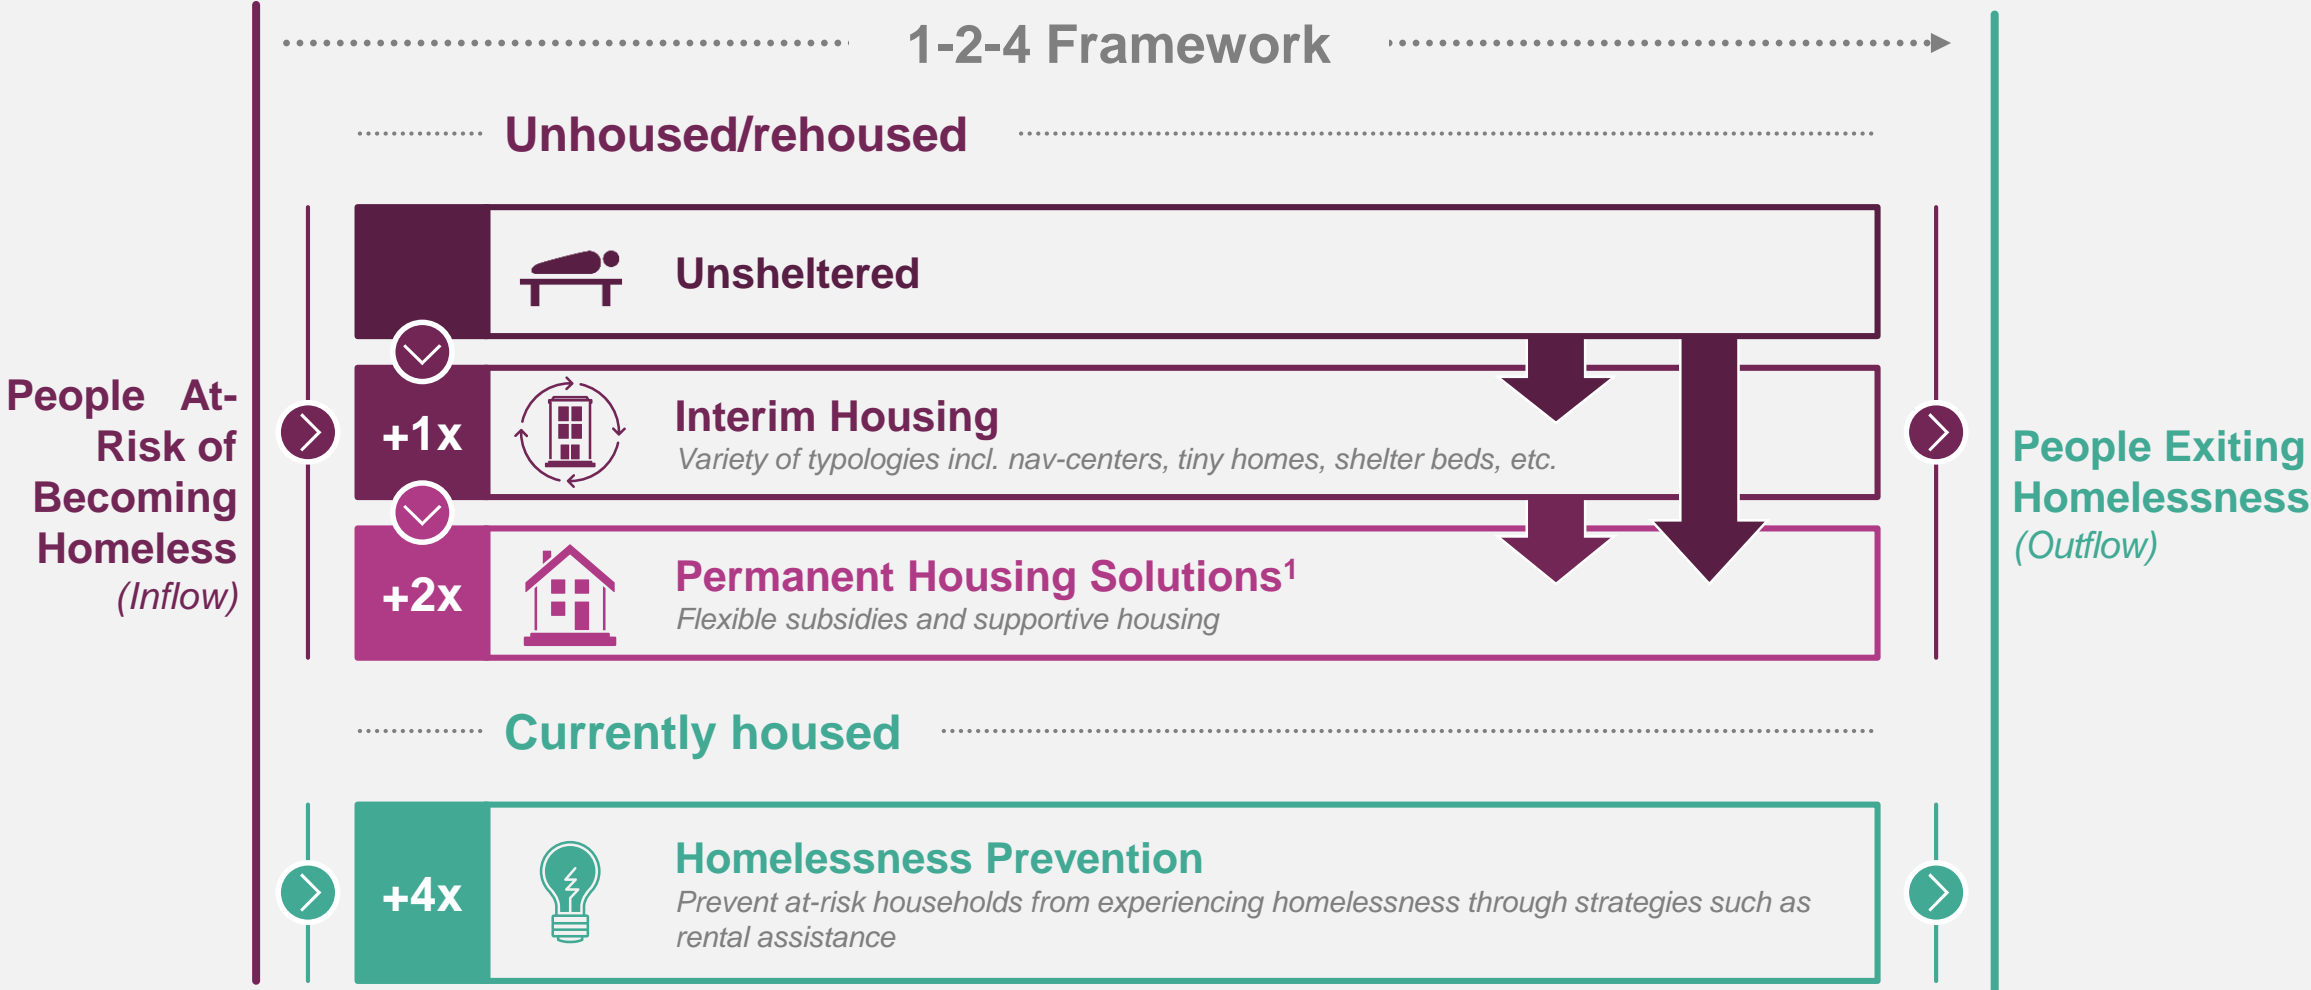 1-2-4 Framework
Unhoused/rehoused
Unsheltered
People At-
Risk of
Becoming
Homeless
(Inflow)
+1x
Interim Housing
Variety of typologies incl. nav-centers, tiny homes, shelter beds, etc.
+2x
Permanent Housing Solutions¹
Flexible subsidies and supportive housing
People Exiting
Homelessness
(Outflow)
Currently housed
+4x
Homelessness Prevention
Prevent at-risk households from experiencing homelessness through strategies such as
rental assistance